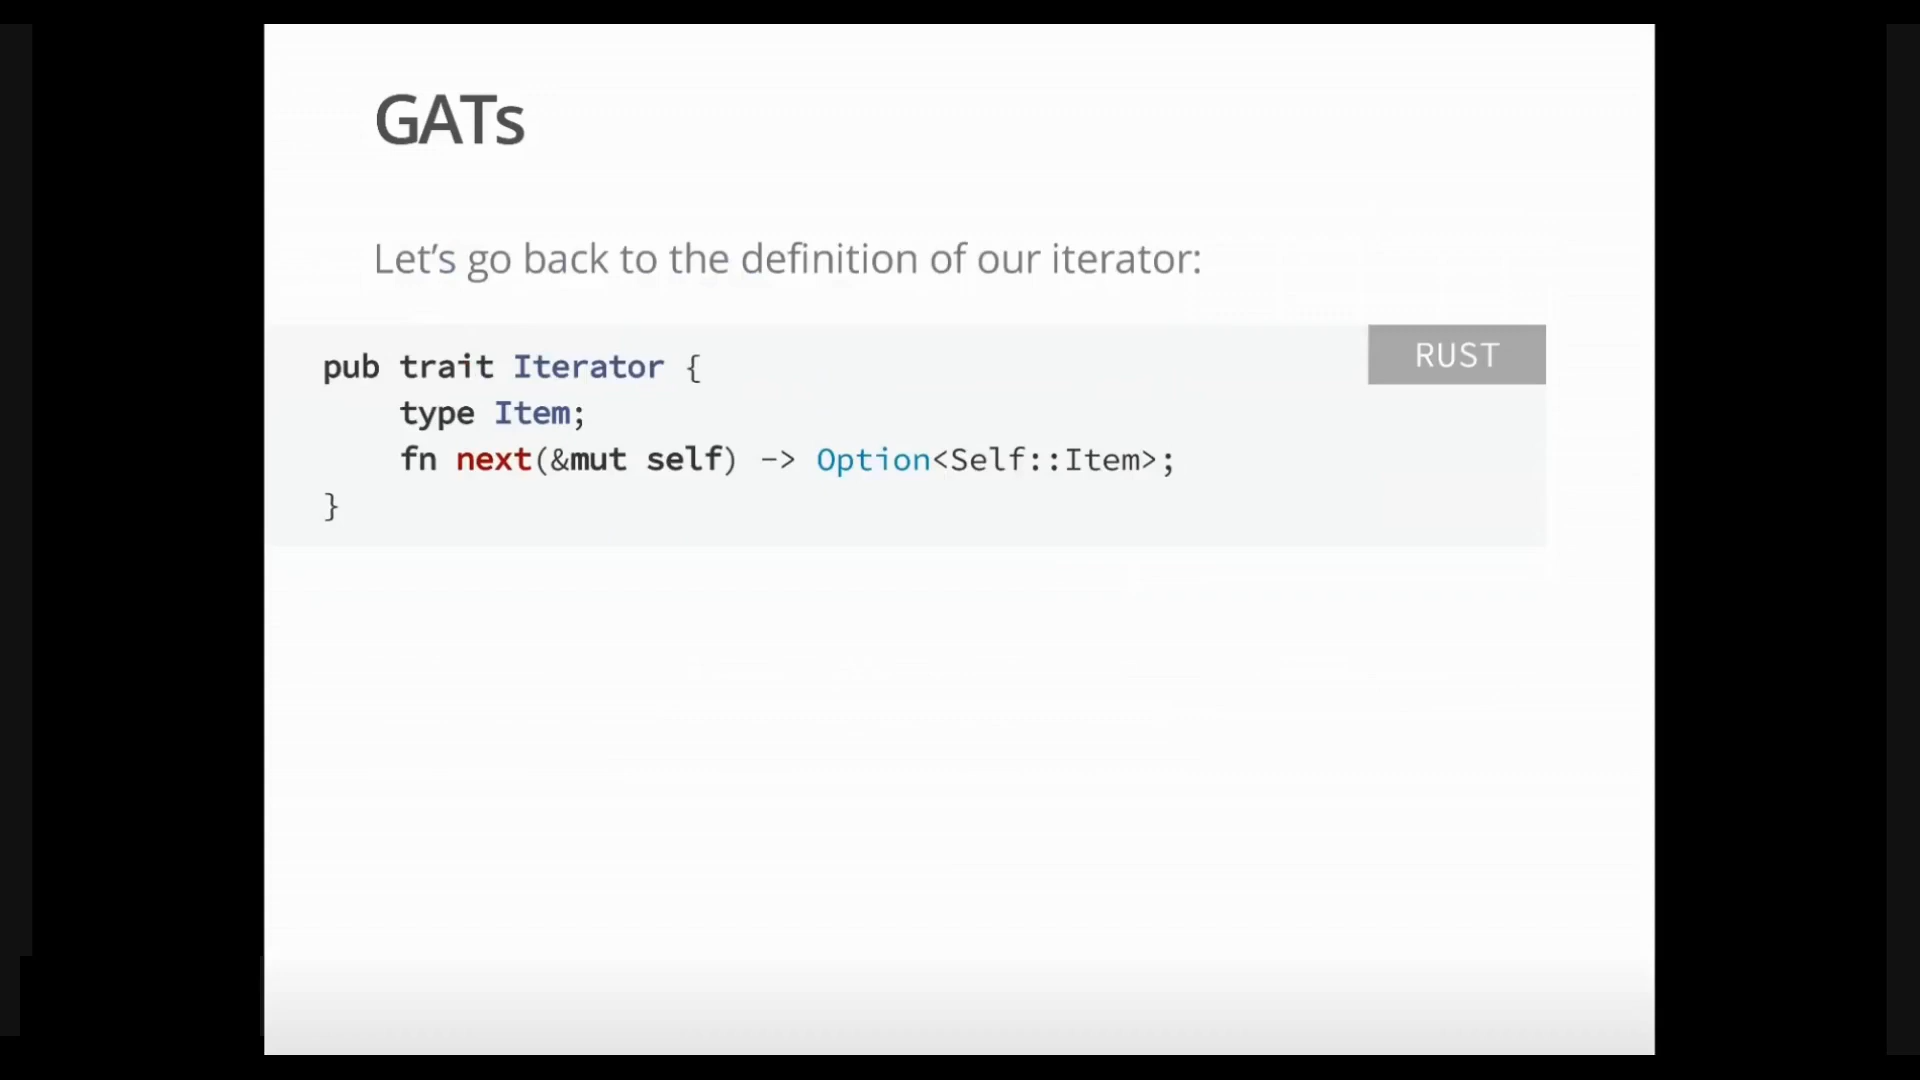 GATs
Let’s go back to the definition of our iterator:
RUST
pub trait Iterator {
    type Item;
    fn next(&mut self) -> Option<Self::Item>;
}